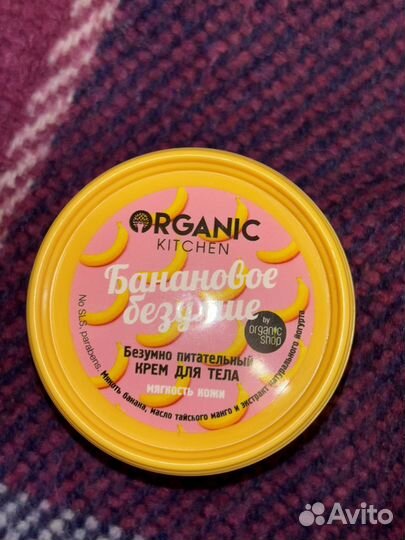 ORGANIC
KITCHEN
Банановое
безумие
by
Organic
Shop
Безумно питательный
КРЕМ ДЛЯ ТЕЛА
мягкость кожи
No SLS, parabens.
Мякоть банана, масло тайского манго и экстракт натурального йогурта
Avito